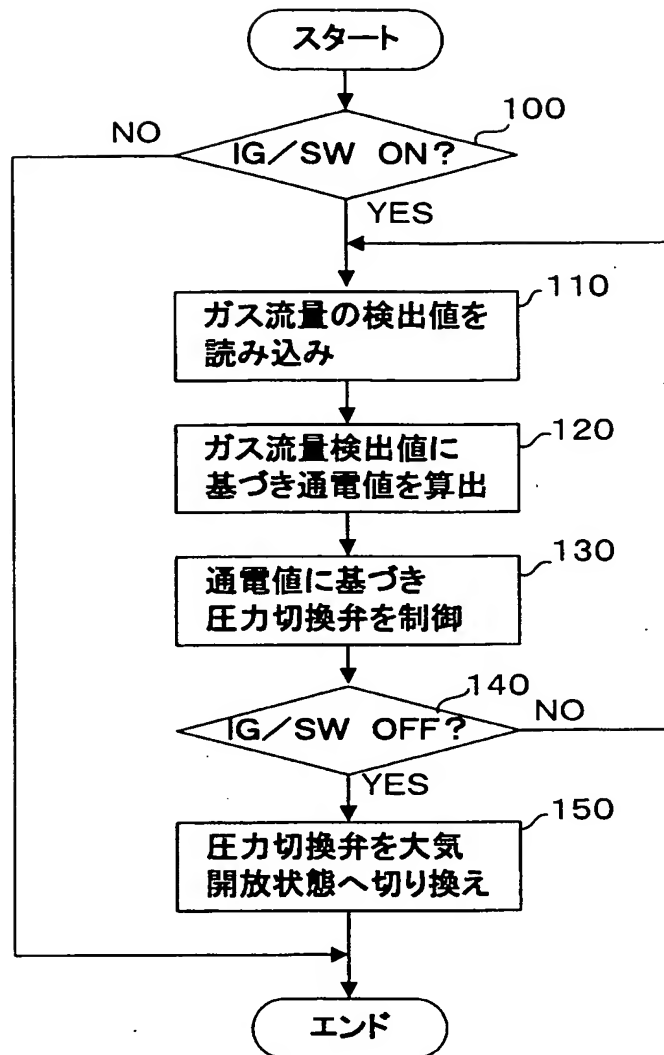 スタート
100
NO
IG/SW ON?
YES
110
ガス流量の検出値を
読み込み
120
ガス流量検出値に
基づき通電値を算出
130
通電値に基づき
圧力切換弁を制御
140
IG/SW OFF?
NO
YES
150
圧力切換弁を大気
開放状態へ切り換え
エンド